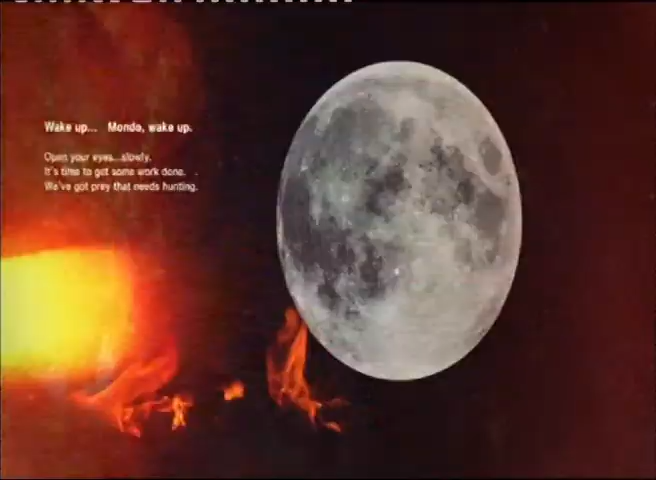 Wake up...  Mondo, wake up.
Open your eyes...slowly.
It's time to get some work done.
We've got prey that needs hunting.